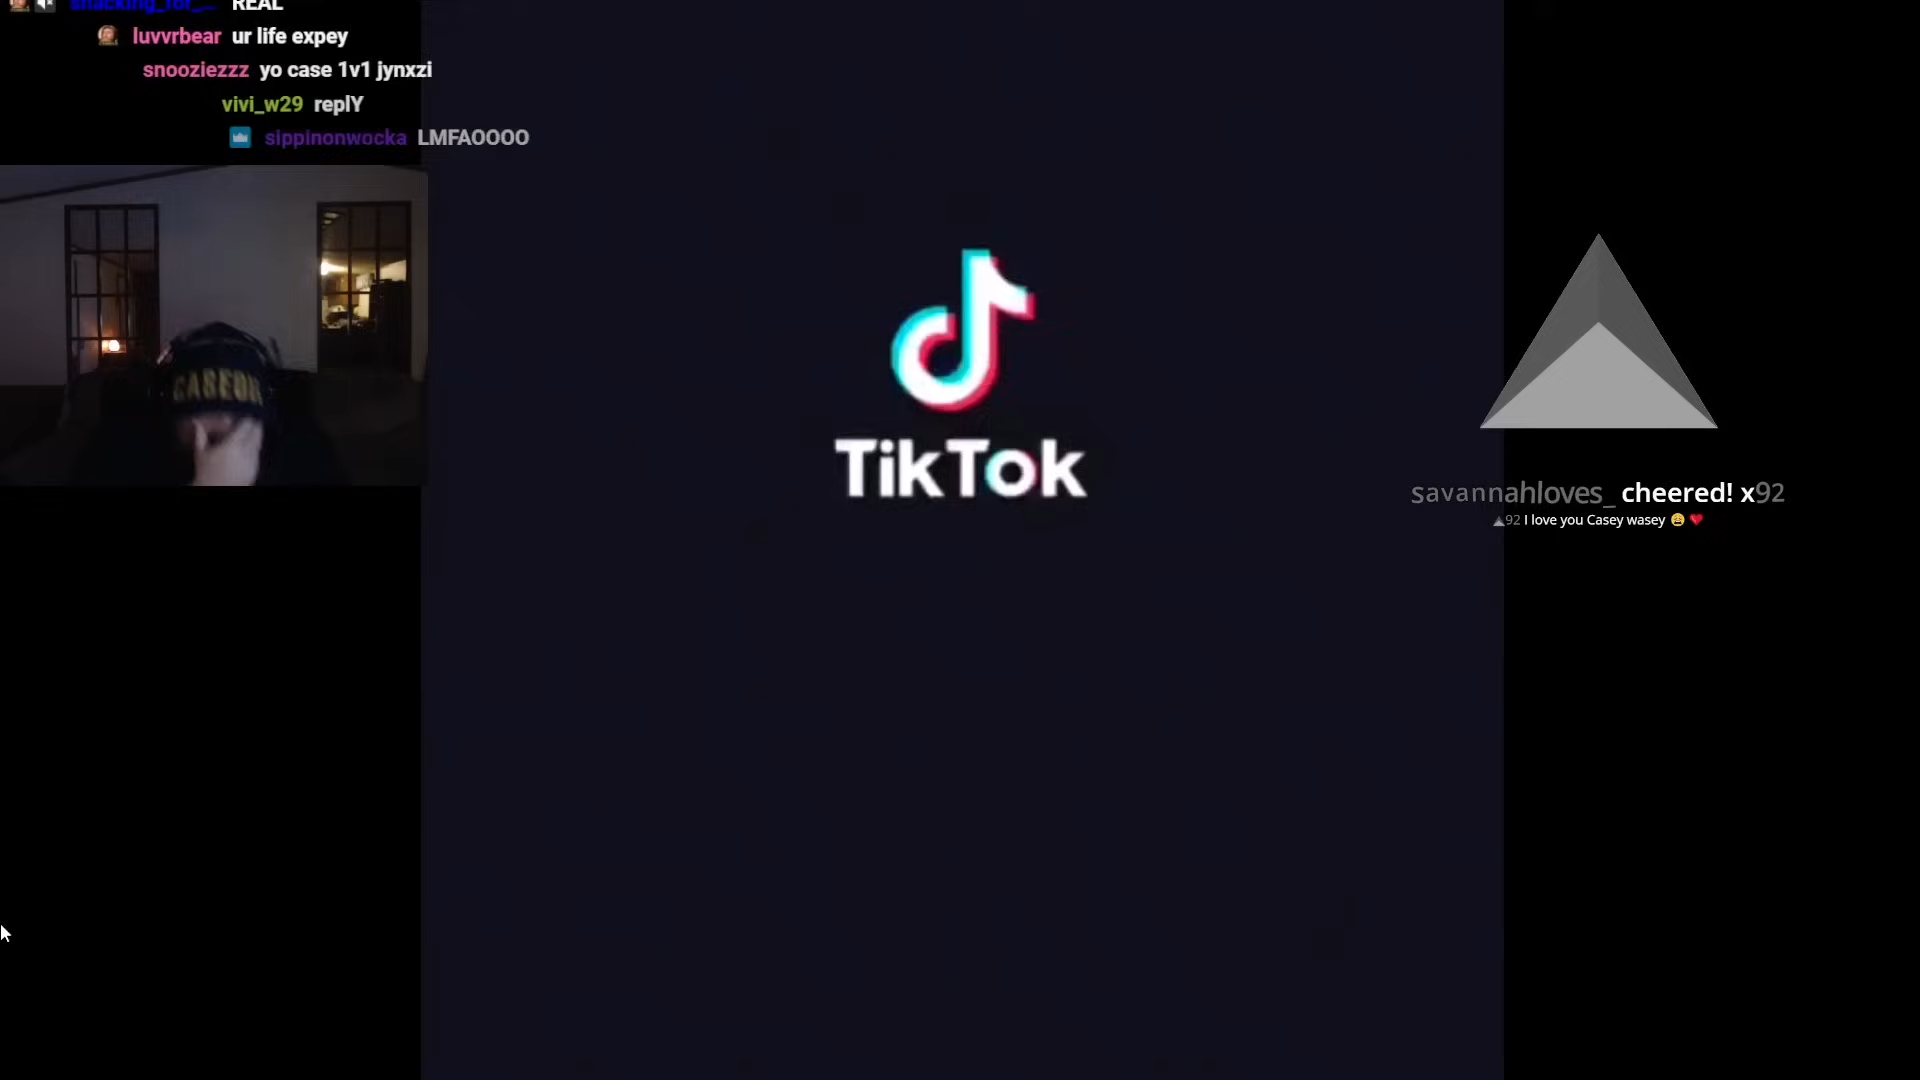 REAL
luvvrbear ur life expey
snooziezzz yo case 1v1 jynxzi
vivi_w29 replY
sippinonwocka LMFAOOOO
TikTok
savannahloves_ cheered! x92
92 I love you Casey wasey 😩 ❤️